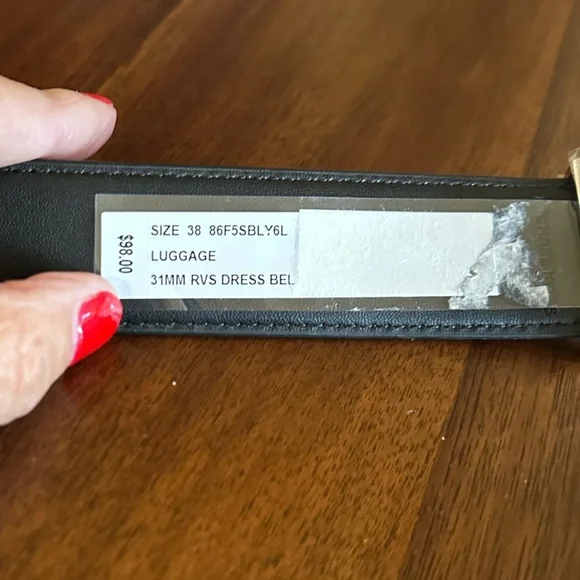 SIZE 38 86F5SBLY6L
LUGGAGE
31MM RVS DRESS BEL
$98.00